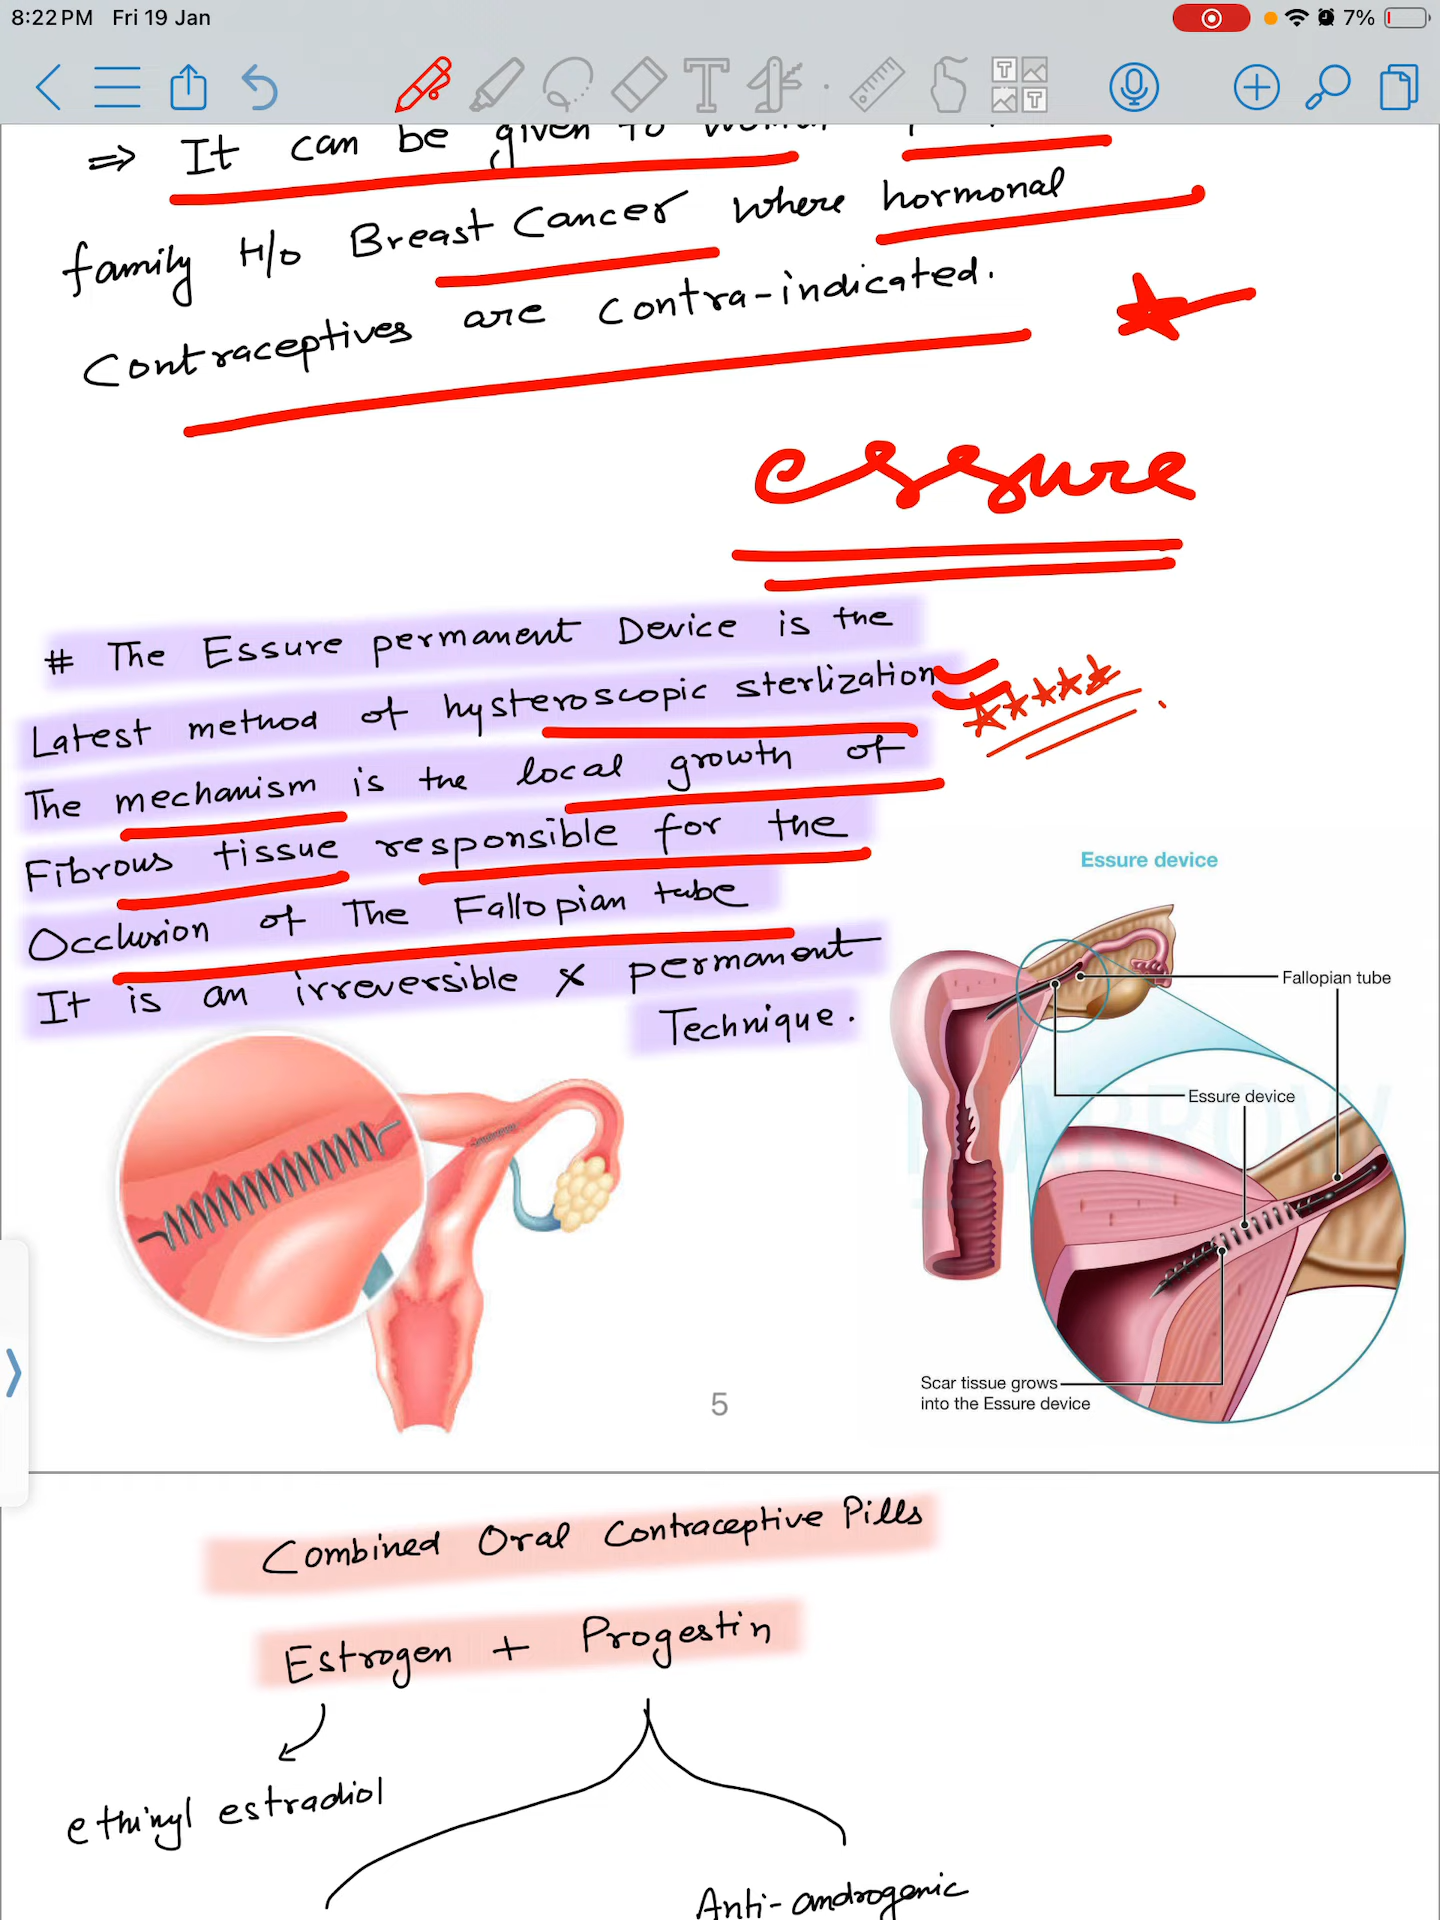 8:22 PM Fri 19 Jan
7%
⇒ It can be given to
family H/o Breast Cancer where hormonal
Contraceptives are contra-indicated.
essure
# The Essure permanent Device is the
Latest method of hysteroscopic sterlization
The mechanism is the local growth of
Fibrous tissue responsible for the
Occlusion of The Fallopian tube
It is an irreversible & permanent
Technique.
Essure device
Fallopian tube
Essure device
MARROW
Scar tissue grows
into the Essure device
5
Combined Oral Contraceptive Pills
Estrogen + Progestin
ethinyl estradiol
Anti-androgenic